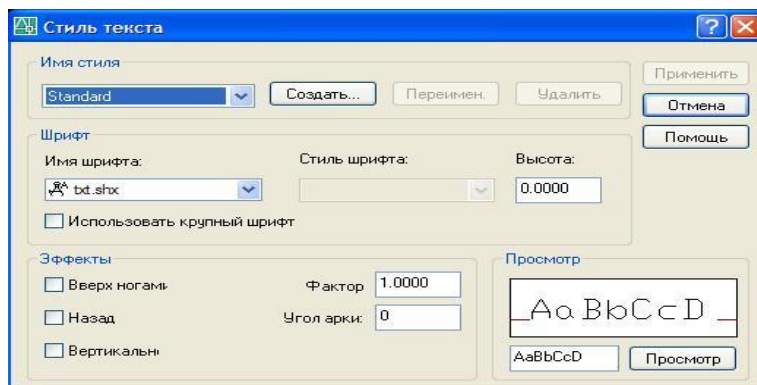 Стиль текста
Имя стиля
Standard
Создать...
Переимен.
Удалить
Применить
Отмена
Помощь
Шрифт
Имя шрифта:
Стиль шрифта:
Высота:
txt.shx
0.0000
Использовать крупный шрифт
Эффекты
Вверх ногами
Фактор
1.0000
Назад
Угол арки:
0
Вертикальн
Просмотр
AaBbCcD
AaBbCcD
Просмотр